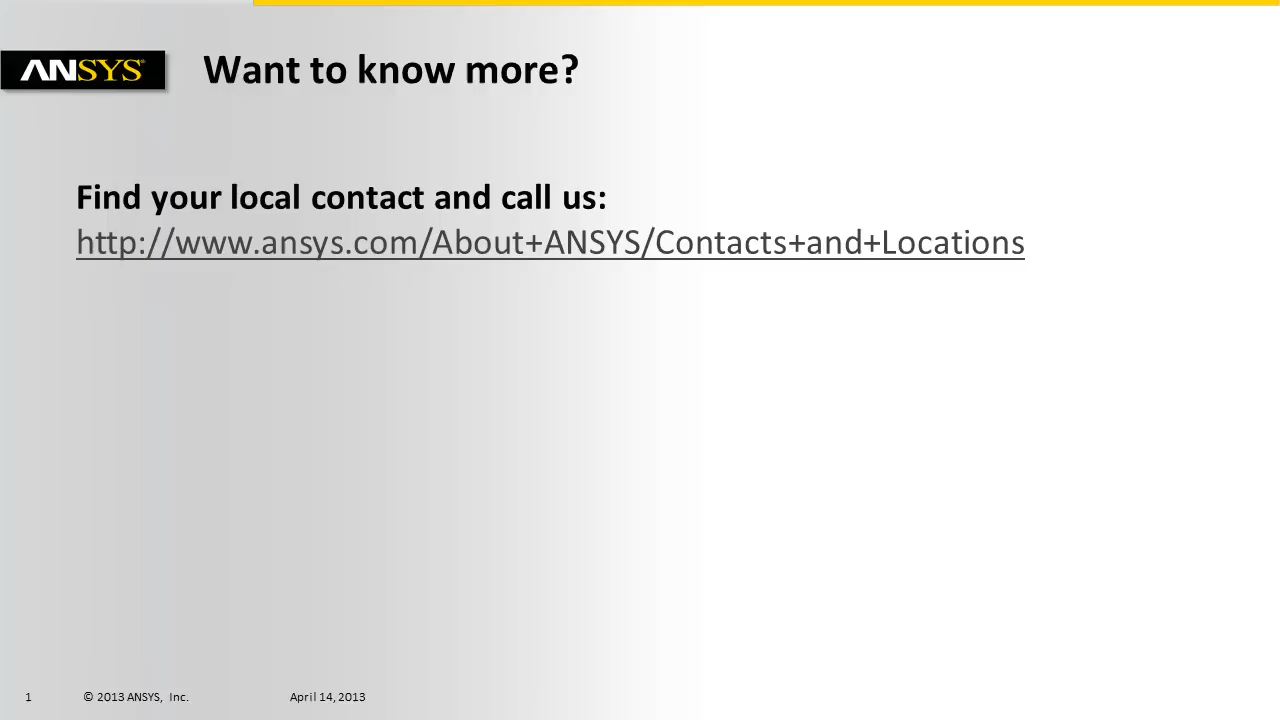 ANSYS®
Want to know more?
Find your local contact and call us:
http://www.ansys.com/About+ANSYS/Contacts+and+Locations
1 © 2013 ANSYS, Inc. April 14, 2013